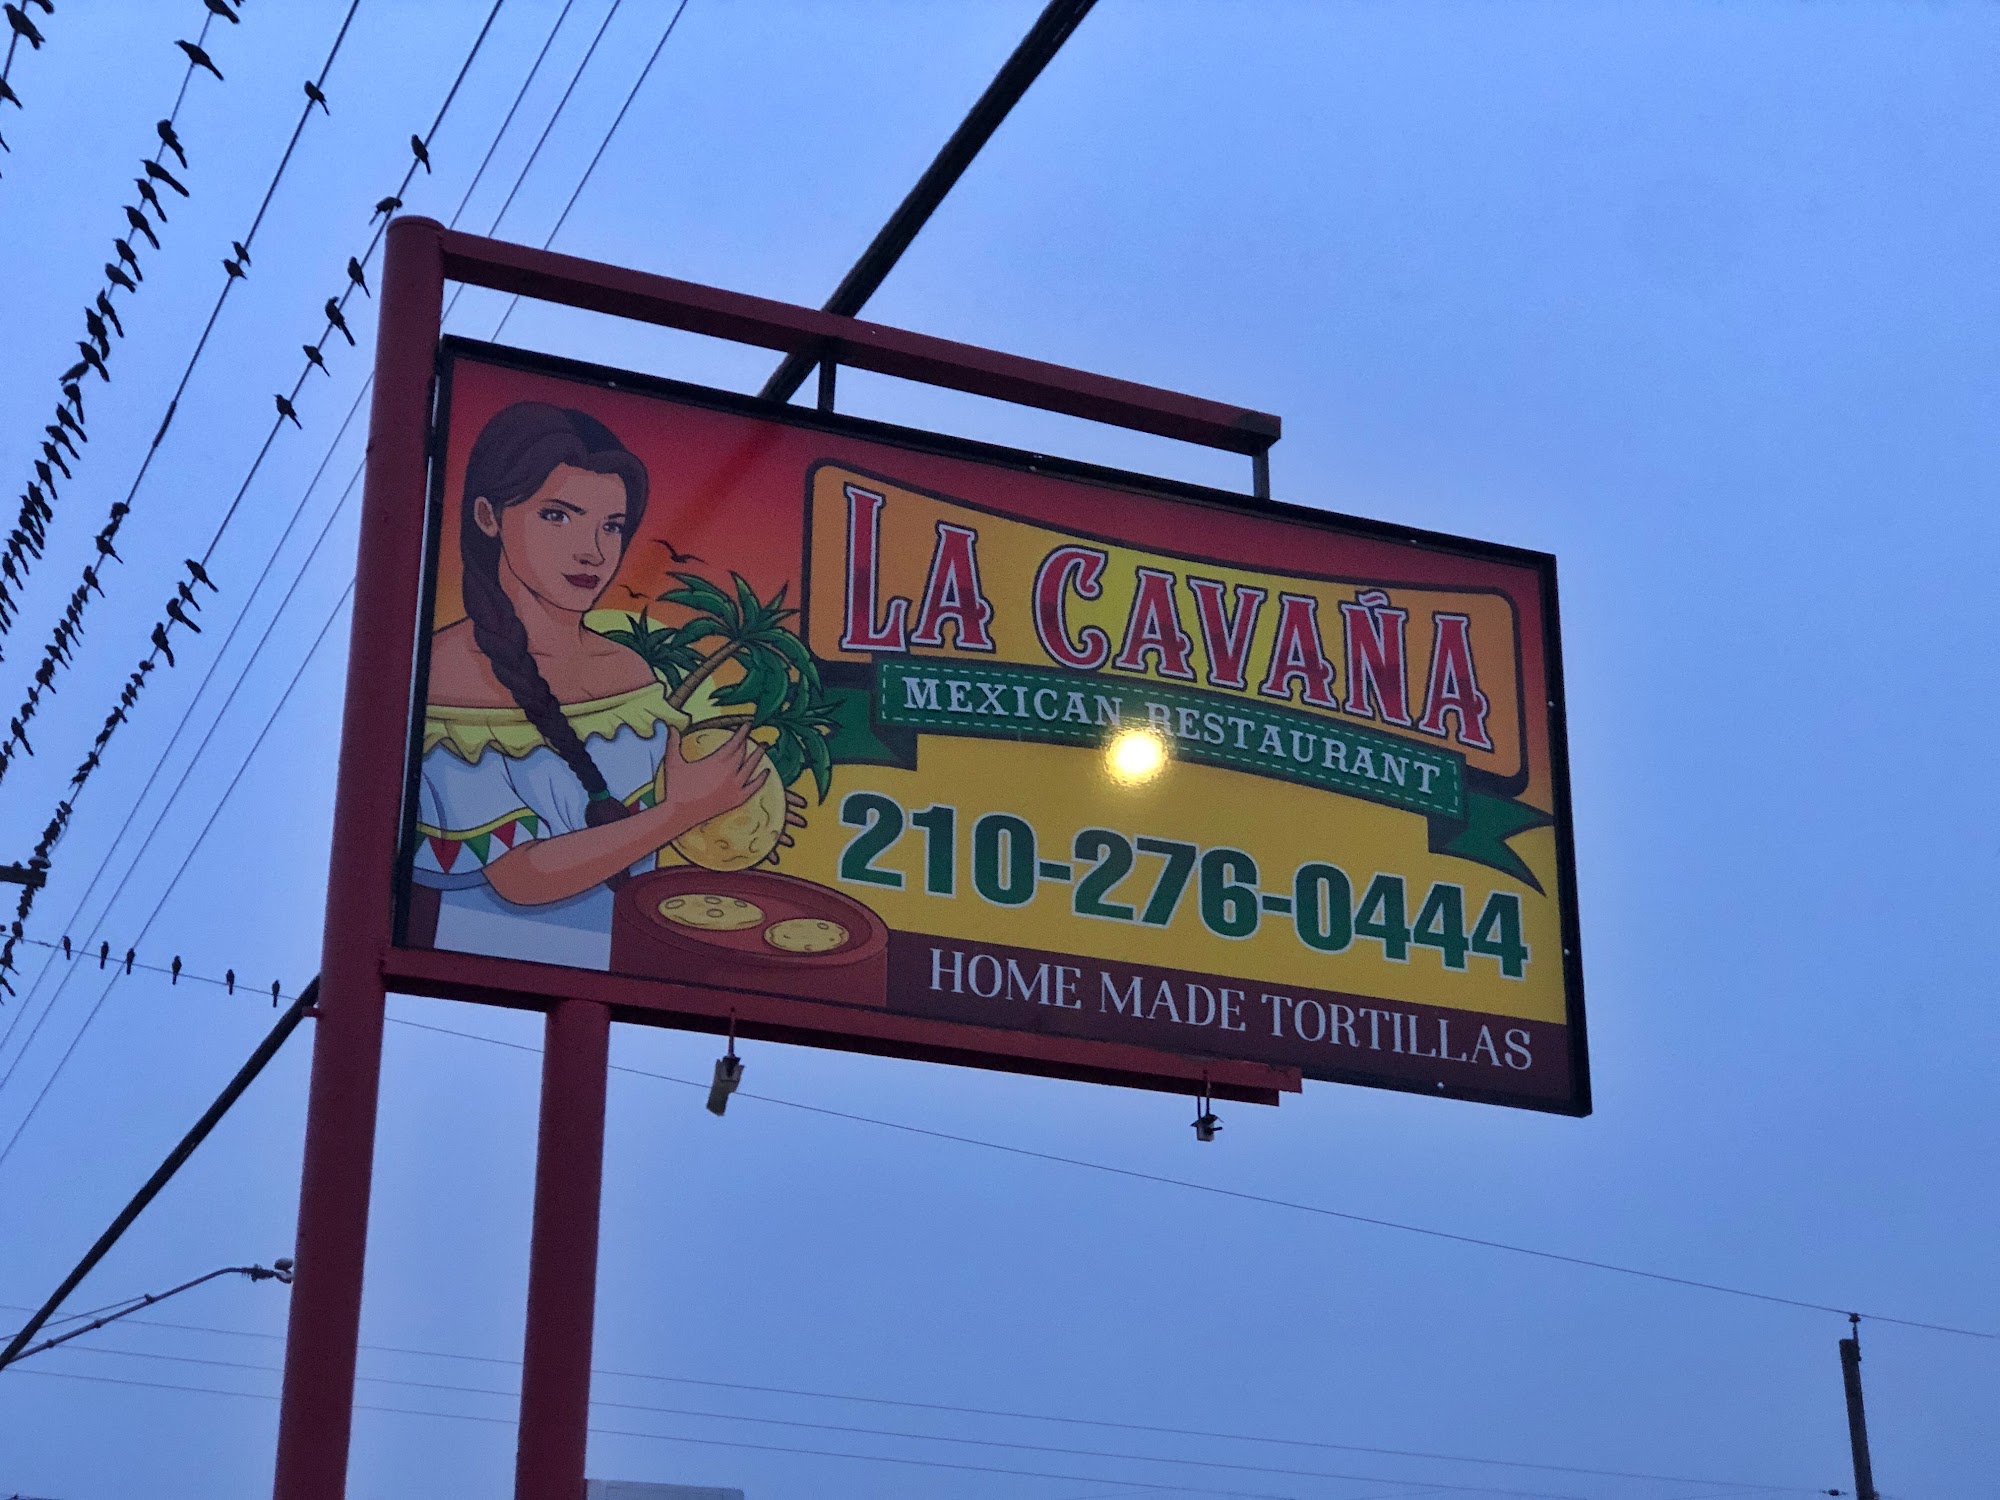 LA CAVAÑA
MEXICAN RESTAURANT
210-276-0444
HOME MADE TORTILLAS